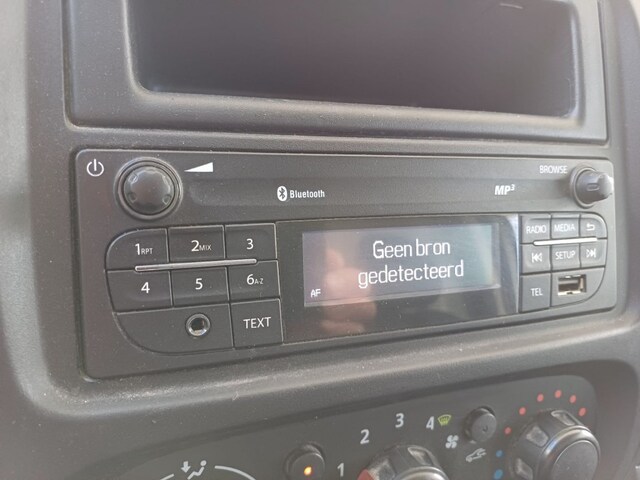 Bluetooth
MP3
BROWSE
1RPT
2MIX
3
4
5
6A-Z
TEXT
Geen bron
gedetecteerd
AF
RADIO
MEDIA
SETUP
TEL
1
2
3
4